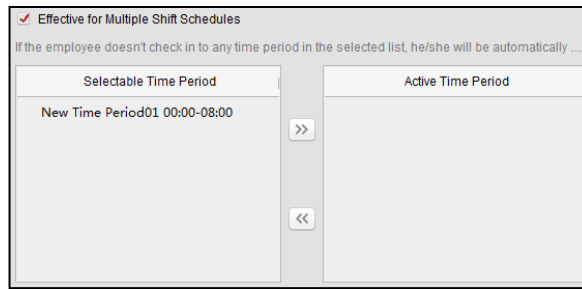 Effective for Multiple Shift Schedules
If the employee doesn't check in to any time period in the selected list, he/she will be automatically ...
Selectable Time Period
Active Time Period
New Time Period01 00:00-08:00
>>
<<